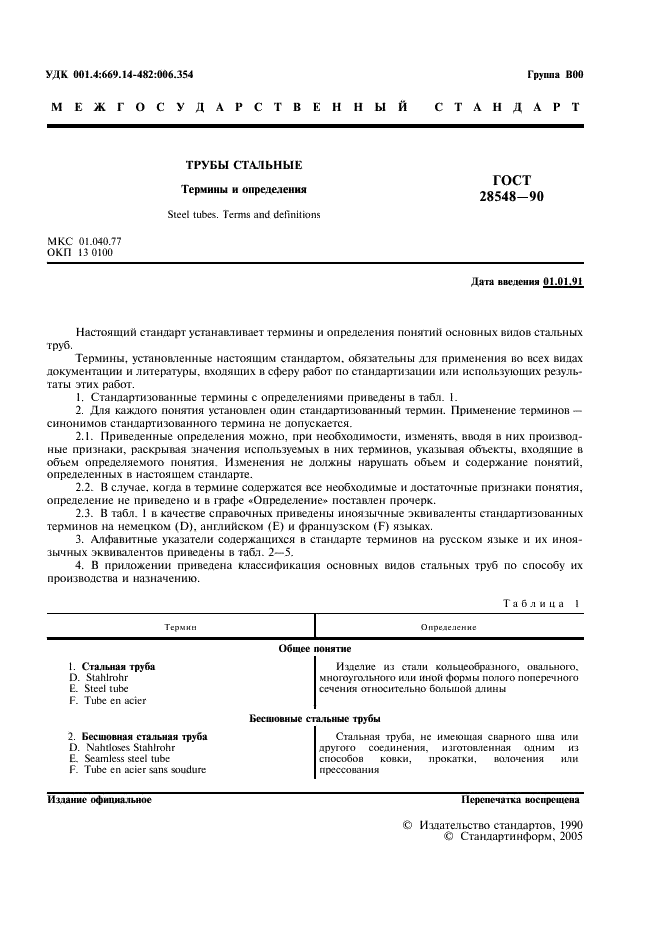 УДК 001.4:669.14-482:006.354 Группа В00
МЕЖГОСУДАРСТВЕННЫЙ СТАНДАРТ
ТРУБЫ СТАЛЬНЫЕ
Термины и определения
Steel tubes. Terms and definitions
ГОСТ
28548—90
МКС 01.040.77
ОКП 13 0100
Дата введения 01.01.91
Настоящий стандарт устанавливает термины и определения понятий основных видов стальных
труб.
Термины, установленные настоящим стандартом, обязательны для применения во всех видах
документации и литературы, входящих в сферу работ по стандартизации или использующих резуль-
таты этих работ.
1. Стандартизованные термины с определениями приведены в табл. 1.
2. Для каждого понятия установлен один стандартизованный термин. Применение терминов —
синонимов стандартизованного термина не допускается.
2.1. Приведенные определения можно, при необходимости, изменять, вводя в них производ-
ные признаки, раскрывая значения используемых в них терминов, указывая объекты, входящие в
объем определяемого понятия. Изменения не должны нарушать объем и содержание понятий,
определенных в настоящем стандарте.
2.2. В случае, когда в термине содержатся все необходимые и достаточные признаки понятия,
определение не приведено и в графе «Определение» поставлен прочерк.
2.3. В табл. 1 в качестве справочных приведены иноязычные эквиваленты стандартизованных
терминов на немецком (D), английском (Е) и французском (F) языках.
3. Алфавитные указатели содержащихся в стандарте терминов на русском языке и их иноя-
зычных эквивалентов приведены в табл. 2—5.
4. В приложении приведена классификация основных видов стальных труб по способу их
производства и назначению.
Таблица 1
Термин Определение
Общее понятие
1. Стальная труба
D. Stahlrohr
E. Steel tube
F. Tube en acier
Изделие из стали кольцеобразного, овального,
многоугольного или иной формы полого поперечного
сечения относительно большой длины
Бесшовные стальные трубы
2. Бесшовная стальная труба
D. Nahtloses Stahlrohr
E. Seamless steel tube
F. Tube en acier sans soudure
Стальная труба, не имеющая сварного шва или
другого соединения, изготовленная одним из
способов ковки, прокатки, волочения или
прессования
Издание официальное Перепечатка воспрещена
© Издательство стандартов, 1990
© Стандартинформ, 2005